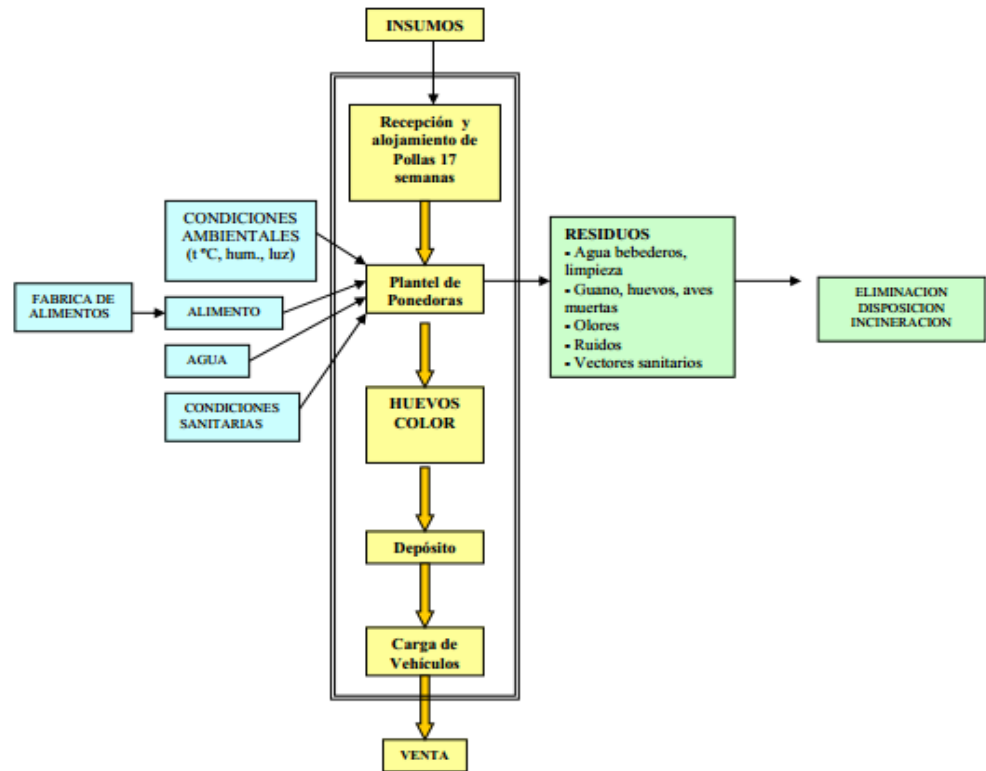 INSUMOS
Recepción y
alojamiento de
Pollas 17
semanas
CONDICIONES
AMBIENTALES
(t ºC, hum., luz)
FABRICA DE
ALIMENTOS
ALIMENTO
AGUA
CONDICIONES
SANITARIAS
Plantel de
Ponedoras
RESIDUOS
▪ Agua bebederos,
limpieza
▪ Guano, huevos, aves
muertas
▪ Olores
▪ Ruidos
▪ Vectores sanitarios
ELIMINACION
DISPOSICION
INCINERACION
HUEVOS
COLOR
Depósito
Carga de
Vehículos
VENTA